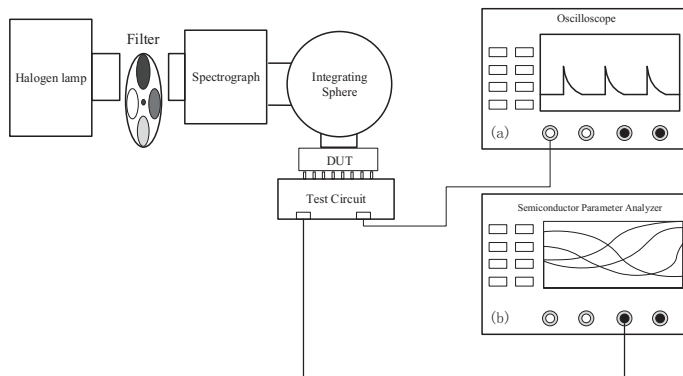 Halogen lamp
Filter
Spectrograph
Integrating
Sphere
DUT
Test Circuit
Oscilloscope
(a)
Semiconductor Parameter Analyzer
(b)